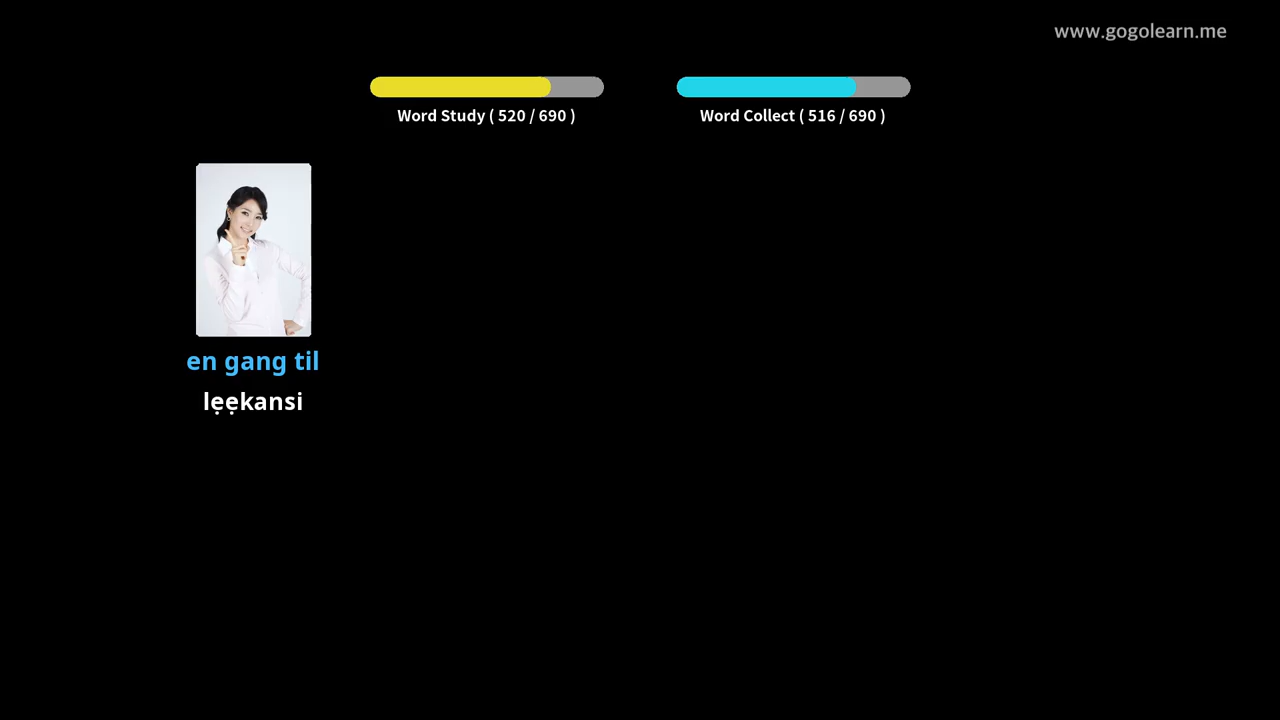 www.gogolearn.me
Word Study ( 520 / 690 )
Word Collect ( 516 / 690 )
en gang til
lẹẹkansi